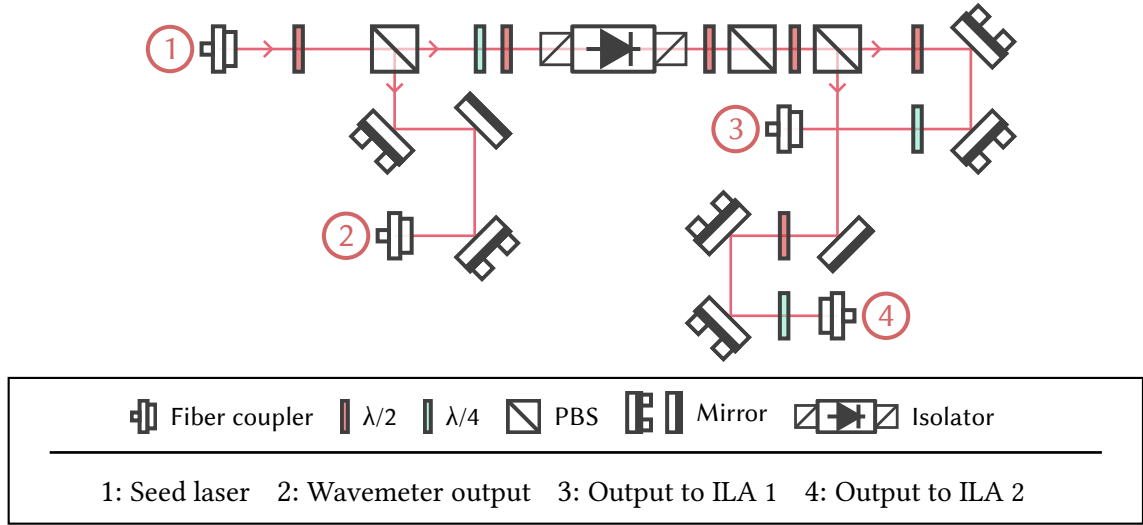 1
3
2
4
Fiber coupler λ/2 λ/4 PBS Mirror Isolator
1: Seed laser 2: Wavemeter output 3: Output to ILA 1 4: Output to ILA 2